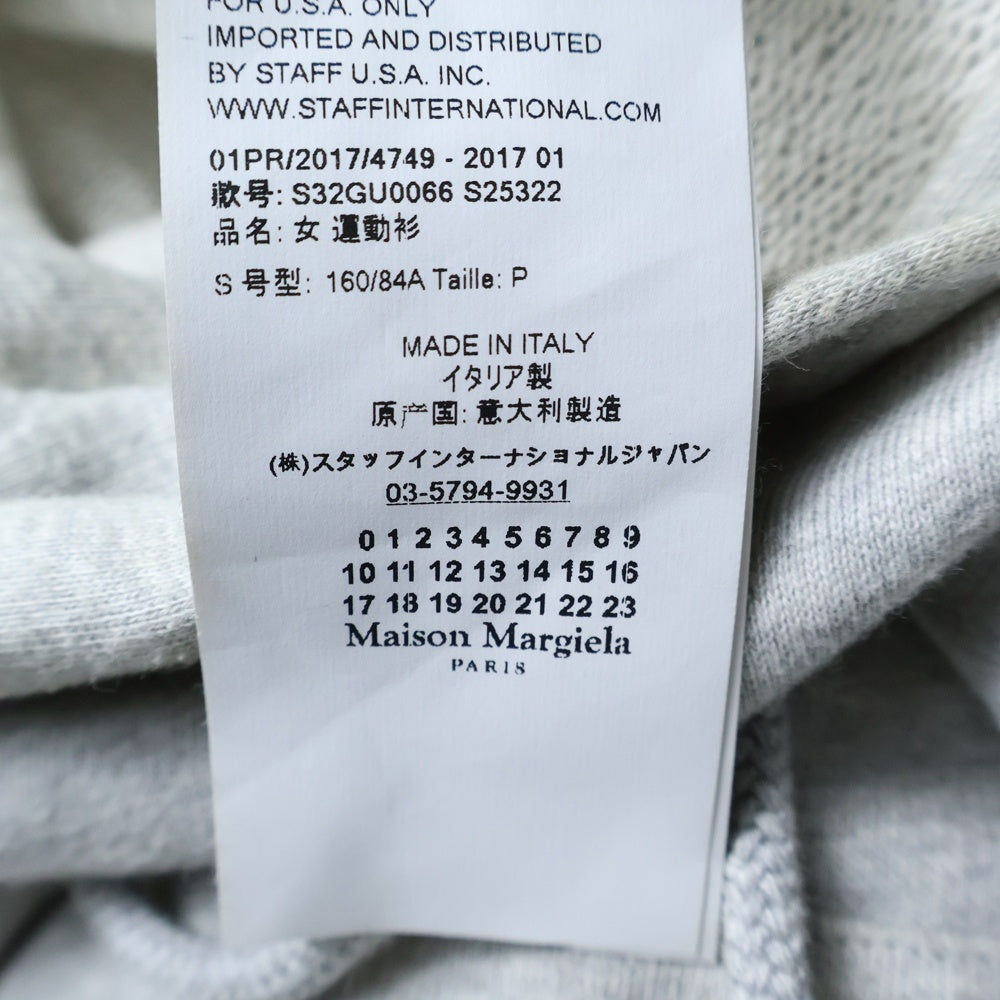 FOR U.S.A. ONLY
IMPORTED AND DISTRIBUTED
BY STAFF U.S.A. INC.
WWW.STAFFINTERNATIONAL.COM
01PR/2017/4749 - 2017 01
款号: S32GU0066 S25322
品名: 女 運動衫
S 号型: 160/84A Taille: P
MADE IN ITALY
イタリア製
原产国: 意大利製造
(株)スタッフインターナショナルジャパン
03-5794-9931
0 1 2 3 4 5 6 7 8 9
10 11 12 13 14 15 16
17 18 19 20 21 22 23
Maison Margiela
PARIS